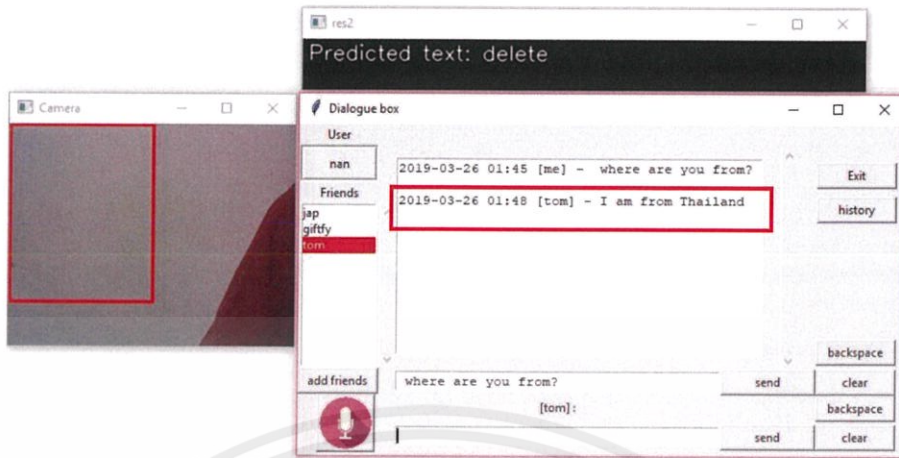 res2
Predicted text: delete
Camera
Dialogue box
User
nan
Friends
jap
giftfy
tom
2019-03-26 01:45 [me] - where are you from?
2019-03-26 01:48 [tom] - I am from Thailand
Exit
history
backspace
add friends
where are you from?
send
clear
[tom]:
backspace
send
clear